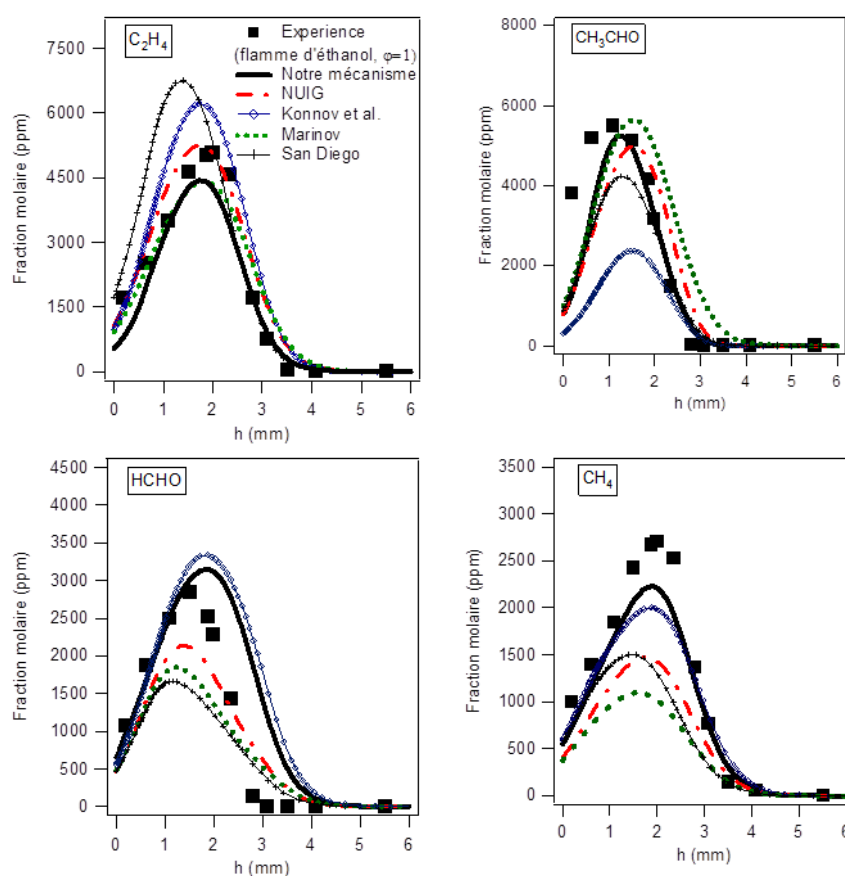 C₂H₄
Experience
(flamme d'éthanol, φ=1)
Notre mécanisme
NUIG
Konnov et al.
Marinov
San Diego
Fraction molaire (ppm)
7500
6000
4500
3000
1500
0
0 1 2 3 4 5 6
h (mm)
CH₃CHO
Fraction molaire (ppm)
8000
6000
4000
2000
0
0 1 2 3 4 5 6
h (mm)
HCHO
Fraction molaire (ppm)
4500
4000
3500
3000
2500
2000
1500
1000
500
0
0 1 2 3 4 5 6
h (mm)
CH₄
Fraction molaire (ppm)
3500
3000
2500
2000
1500
1000
500
0
0 1 2 3 4 5 6
h (mm)